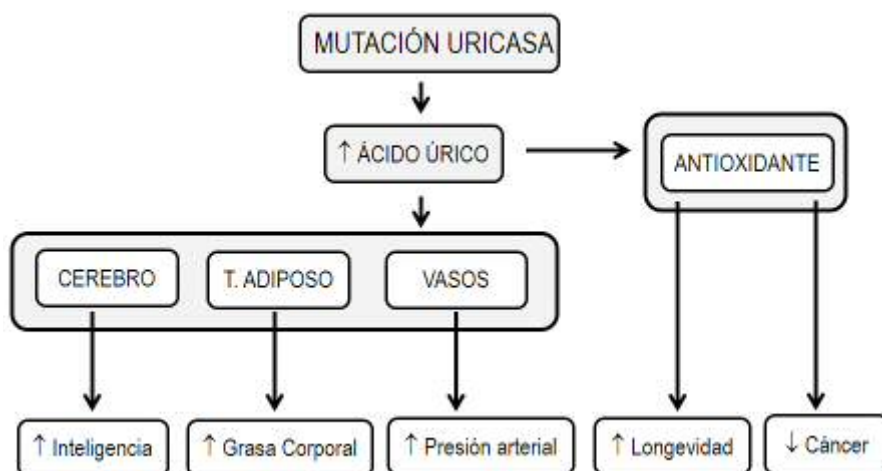 MUTACIÓN URICASA
↑ ÁCIDO ÚRICO
ANTIOXIDANTE
CEREBRO
T. ADIPOSO
VASOS
↑ Inteligencia
↑ Grasa Corporal
↑ Presión arterial
↑ Longevidad
↓ Cáncer